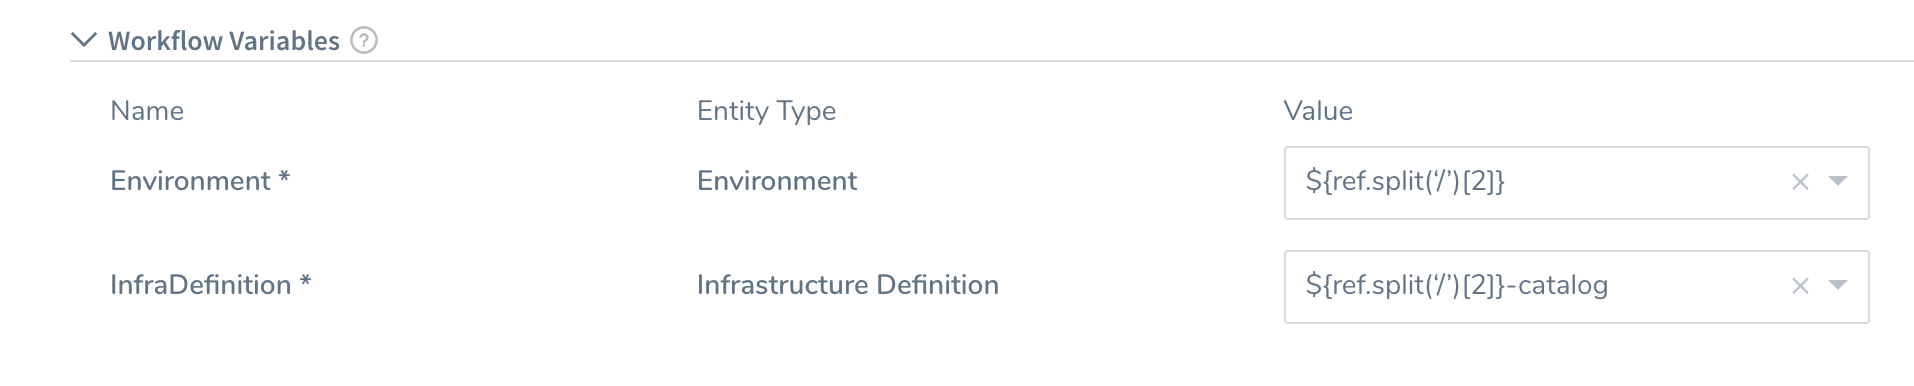 Workflow Variables ?
Name Entity Type Value
Environment * Environment ${ref.split(‘/’)[2]}
InfraDefinition * Infrastructure Definition ${ref.split(‘/’)[2]}-catalog